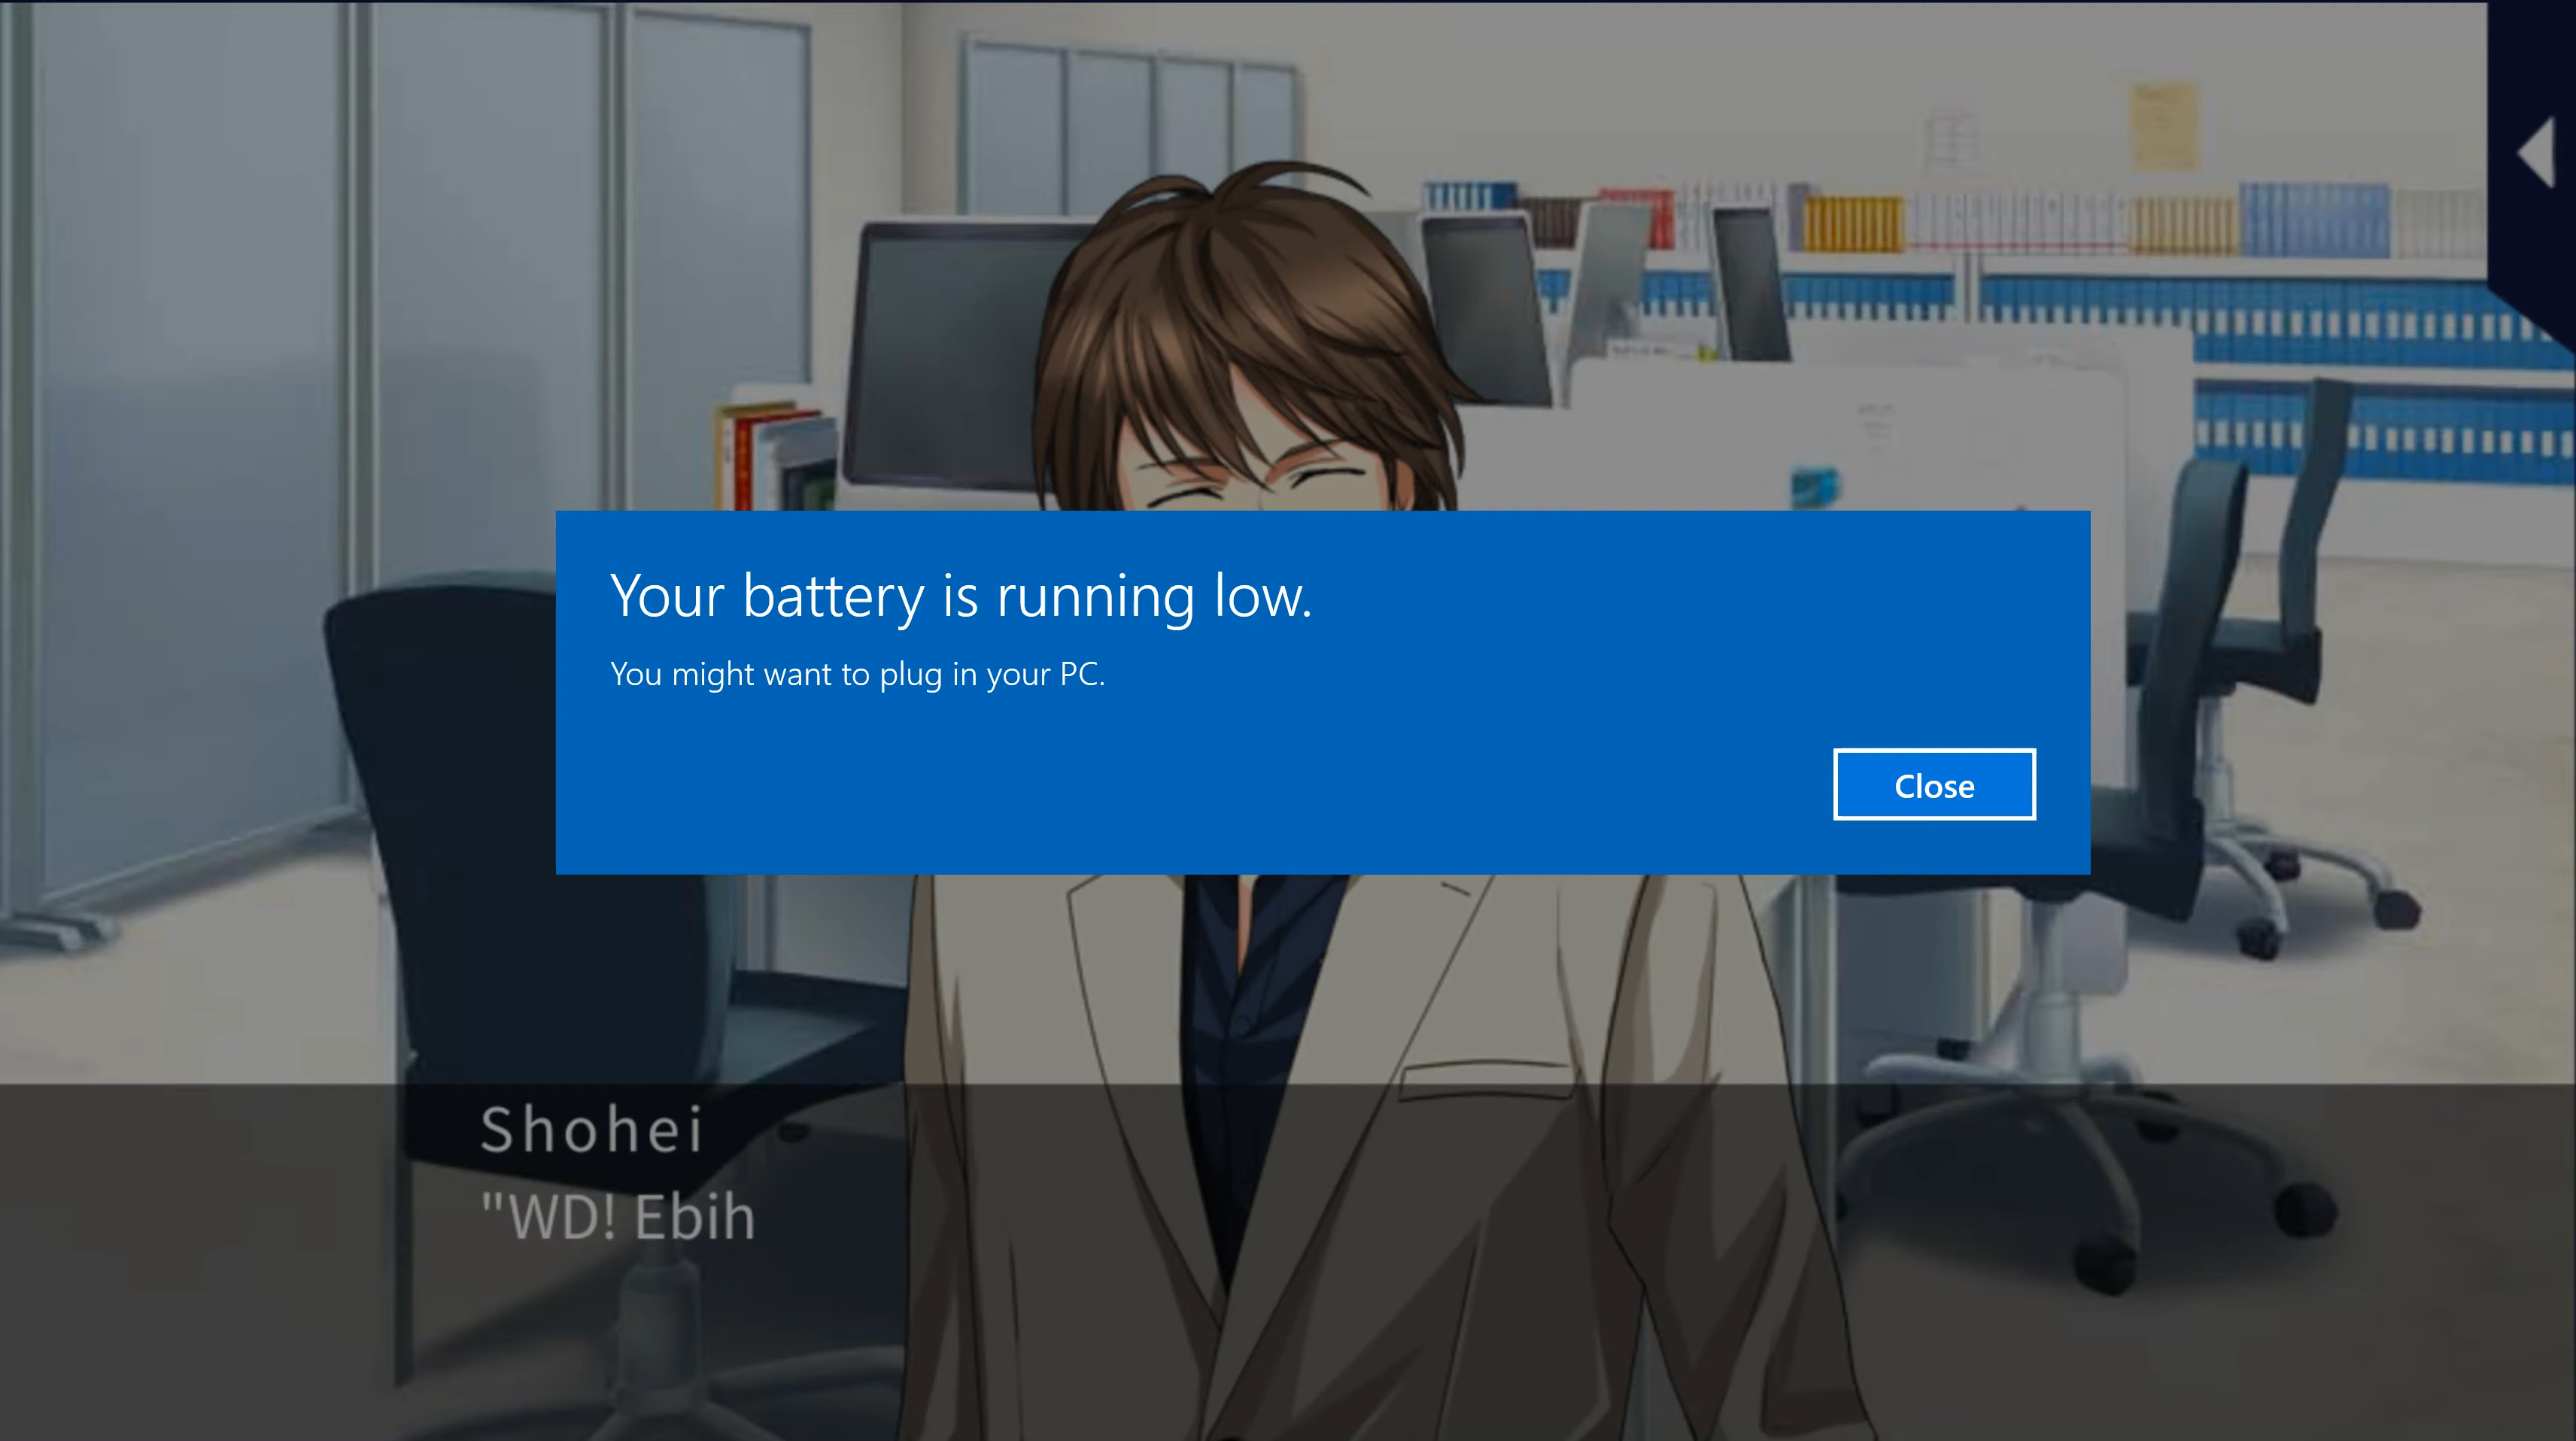 Your battery is running low.
You might want to plug in your PC.
Close
Shohei
"WD! Ebih